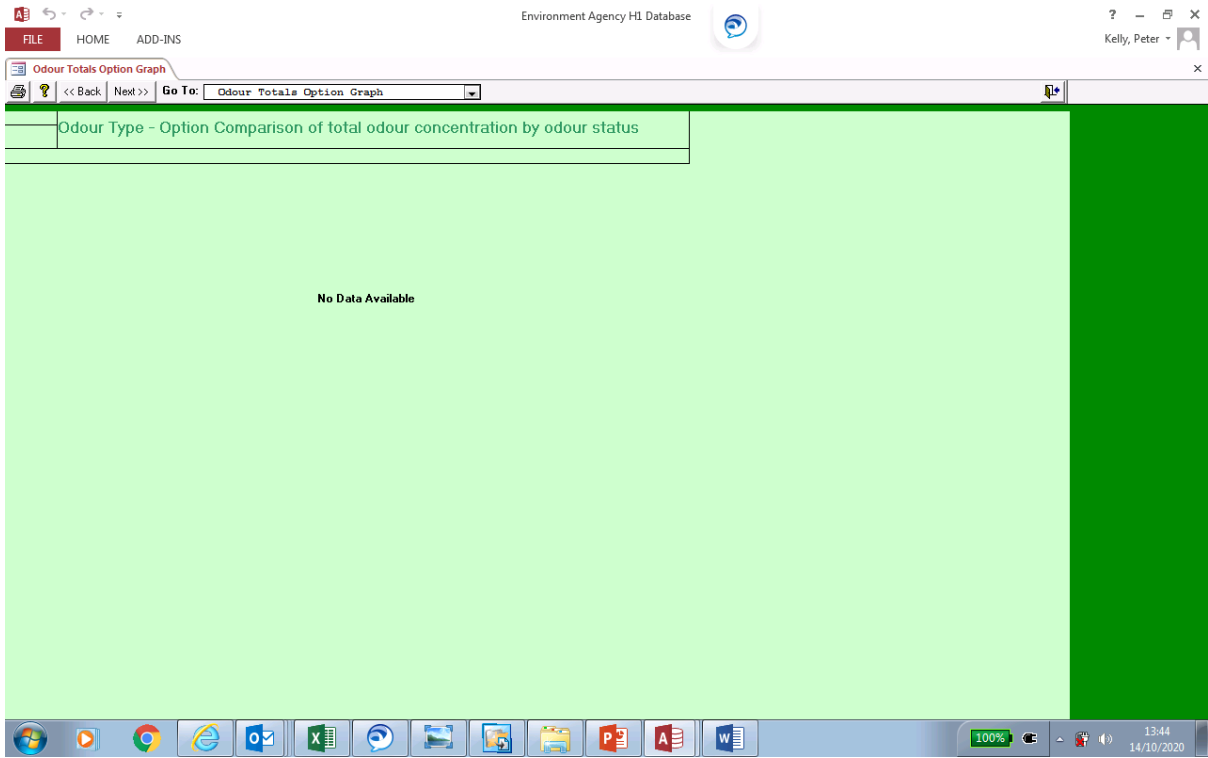 Environment Agency H1 Database
?
FILE HOME ADD-INS
Kelly, Peter
Odour Totals Option Graph
? << Back Next >> Go To: Odour Totals Option Graph
Odour Type - Option Comparison of total odour concentration by odour status
No Data Available
100%
13:44
14/10/2020